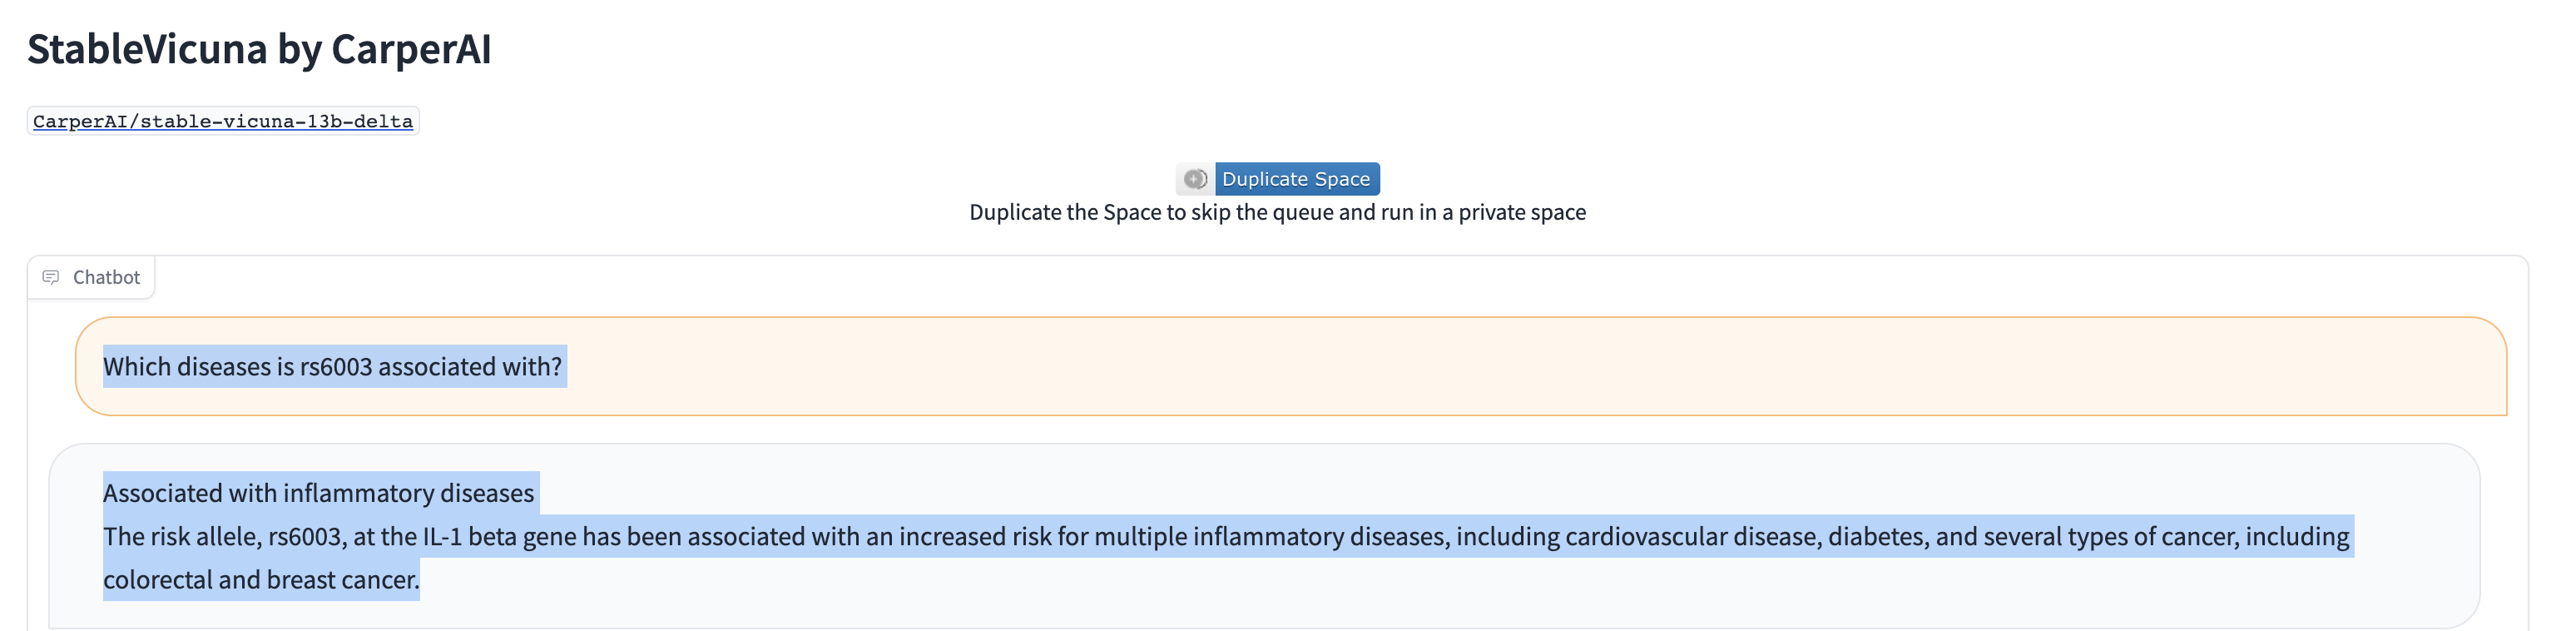 StableVicuna by CarperAI
CarperAI/stable-vicuna-13b-delta
Duplicate Space
Duplicate the Space to skip the queue and run in a private space
Chatbot
Which diseases is rs6003 associated with?
Associated with inflammatory diseases
The risk allele, rs6003, at the IL-1 beta gene has been associated with an increased risk for multiple inflammatory diseases, including cardiovascular disease, diabetes, and several types of cancer, including
colorectal and breast cancer.